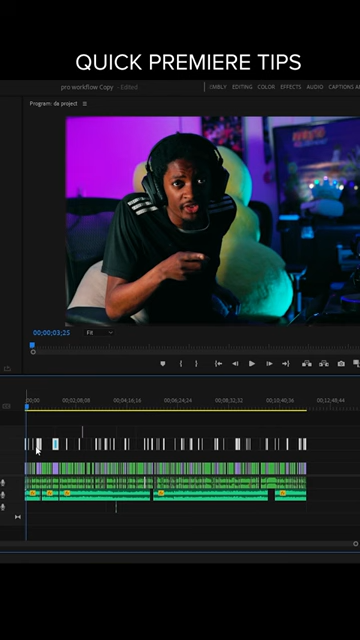 QUICK PREMIERE TIPS
pro workflow Copy - Edited
EMBLY EDITING COLOR EFFECTS AUDIO CAPTIONS A
Program: da project
00;00;03;25 Fit
;00;00 00;02;08;08 00;04;16;16 00;06;24;24 00;08;32;32 00;10;40;36 00;12;48;44